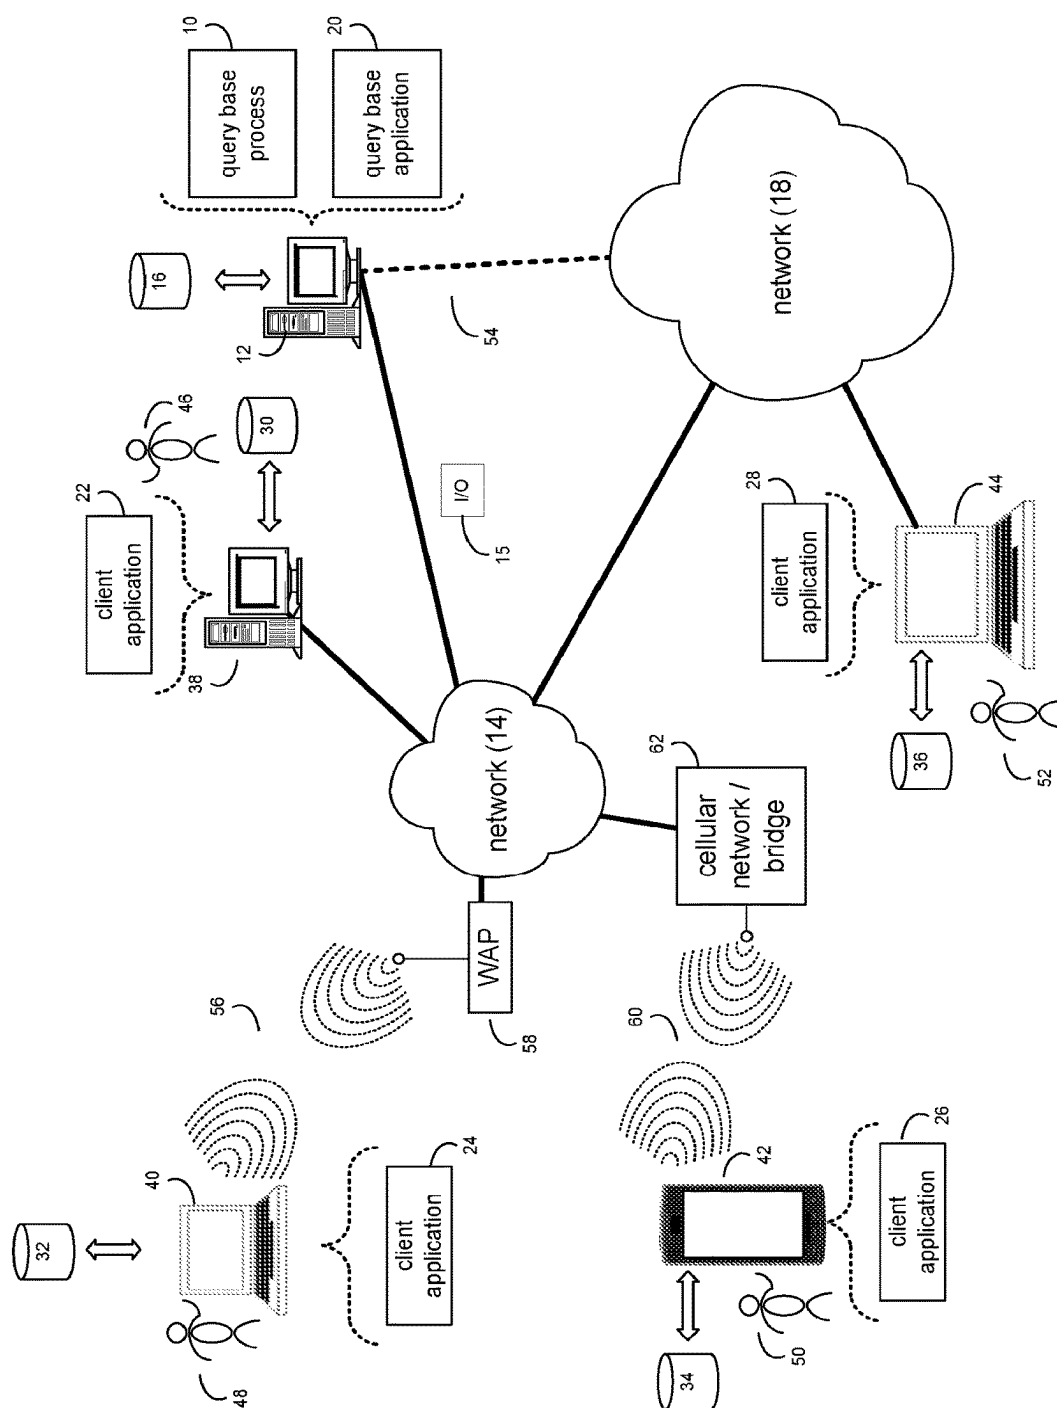 32
48
40
56
client
application
24
38
client
application
22
46
30
16
12
query base
process
10
query base
application
20
WAP
58
network (14)
I/O
15
54
34
50
42
60
client
application
26
cellular
network /
bridge
62
network (18)
client
application
28
36
44
52